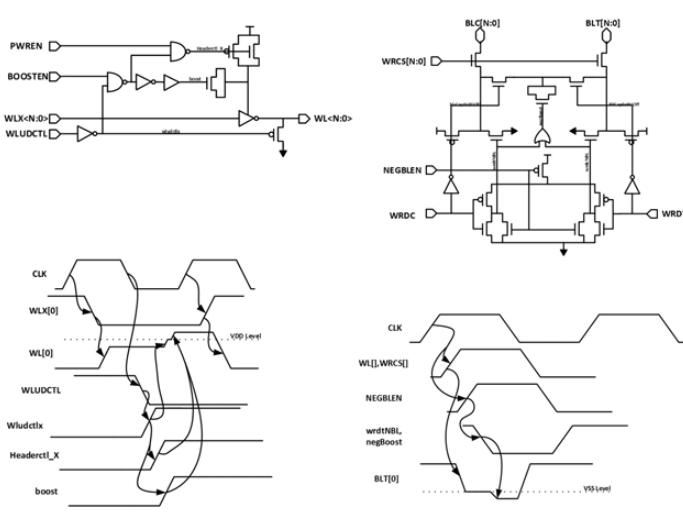 BLC[N:0]
BLT[N:0]
PWREN
Headerctl_X
WRCS[N:0]
BOOSTEN
boost
WLX<N:0>
WL<N:0>
WLUDCTL
wludctlx
NEGBLEN
WRDC
WRDT
CLK
WLX[0]
VDD Level
WL[0]
CLK
WL[],WRCS[]
WLUDCTL
NEGBLEN
Wludctlx
wrdtNBL,
negBoost
Headerctl_X
BLT[0]
boost
VSS Level